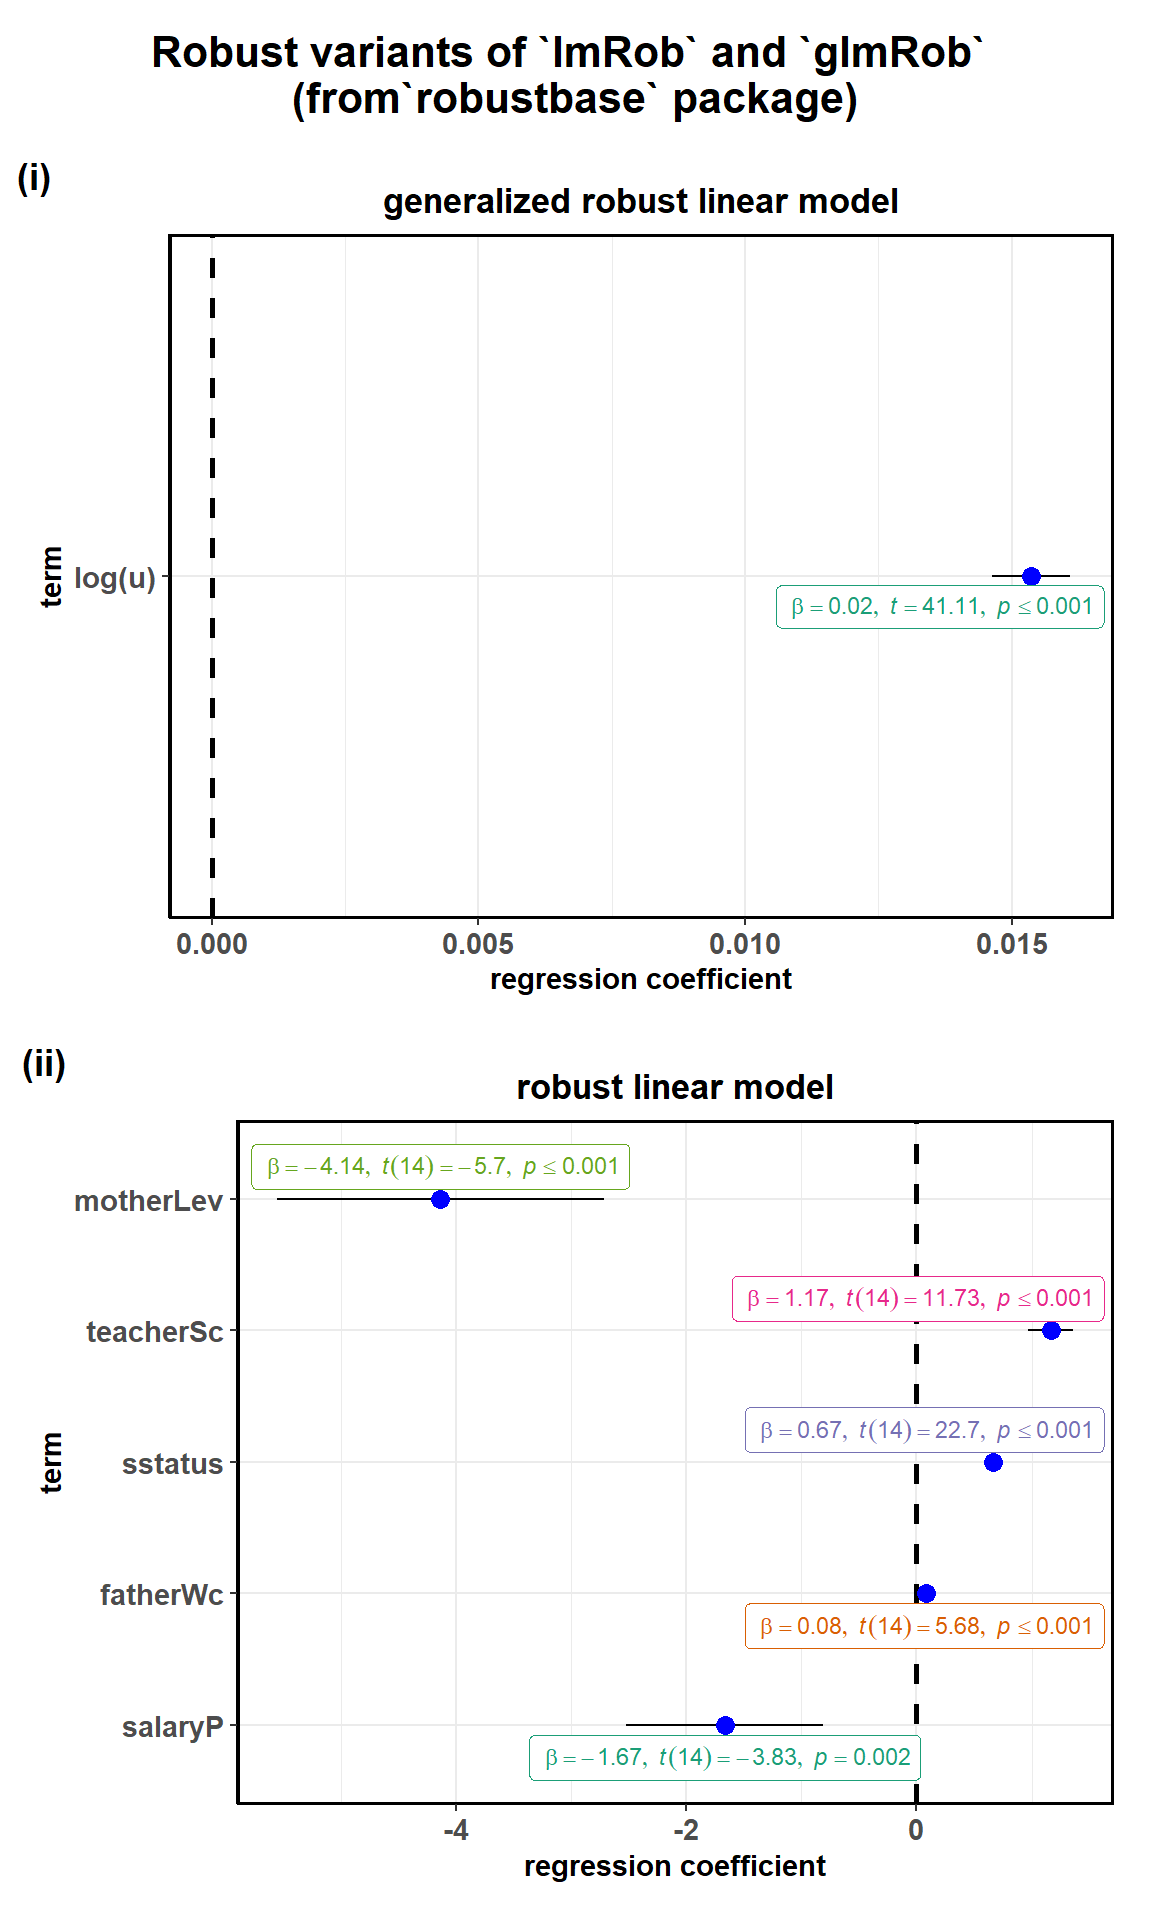 Robust variants of `lmRob` and `glmRob`
(from`robustbase` package)
(i)
generalized robust linear model
term
log(u)
β = 0.02, t = 41.11, p ≤ 0.001
0.000 0.005 0.010 0.015
regression coefficient
(ii)
robust linear model
β = −4.14, t(14) = −5.7, p ≤ 0.001
motherLev
β = 1.17, t(14) = 11.73, p ≤ 0.001
teacherSc
β = 0.67, t(14) = 22.7, p ≤ 0.001
term
sstatus
fatherWc
β = 0.08, t(14) = 5.68, p ≤ 0.001
salaryP
β = −1.67, t(14) = −3.83, p = 0.002
-4 -2 0
regression coefficient